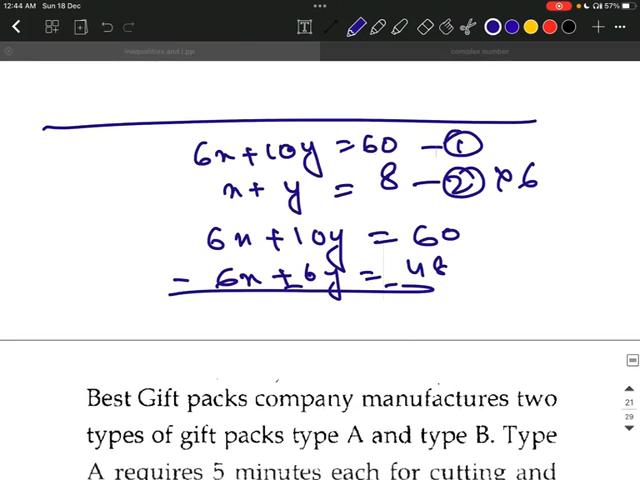 12:44 AM Sun 18 Dec
57%
inequalities and l.pp
complex number
6x+10y = 60 — ①
x + y = 8 — ② × 6
6x + 10y = 60
- 6x + 6y = 48
21
29
Best Gift packs company manufactures two
types of gift packs type A and type B. Type
A requires 5 minutes each for cutting and